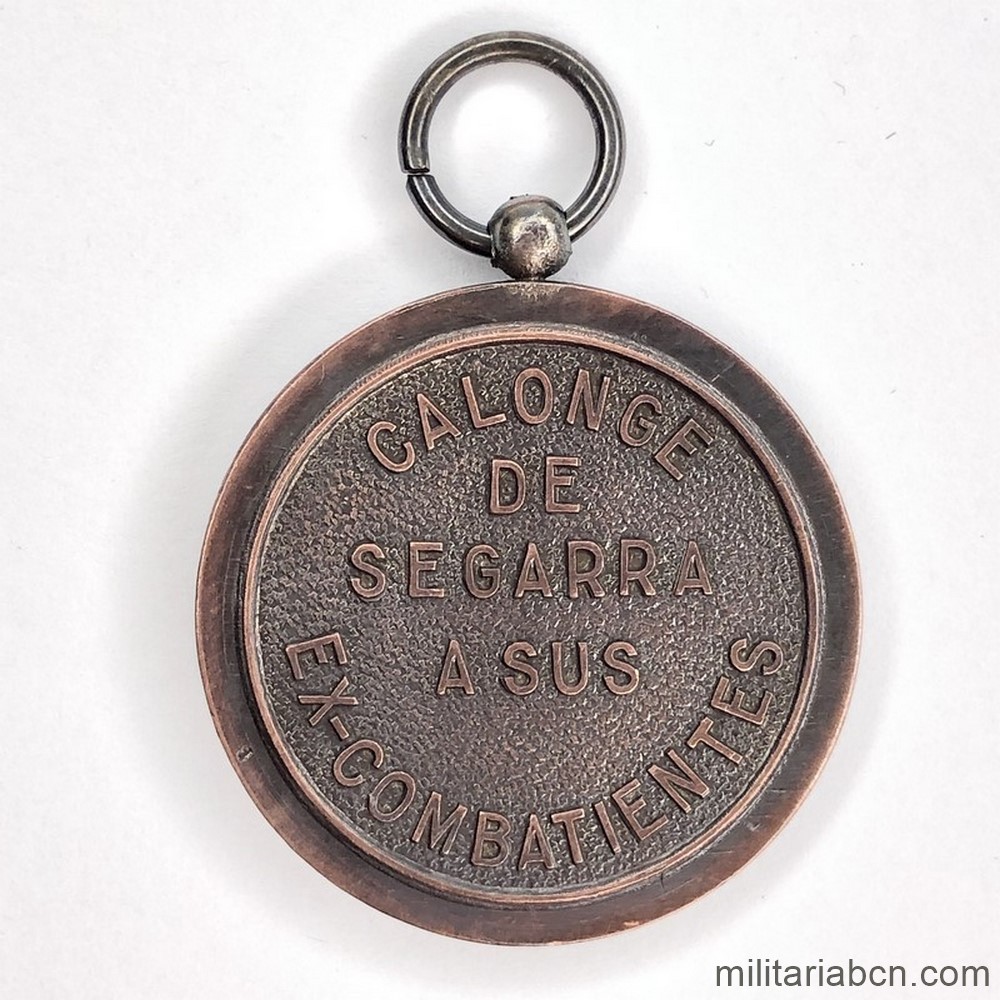 CALONGE
DE
SEGARRA
A SUS
EX-COMBATIENTES
militariabcn.com